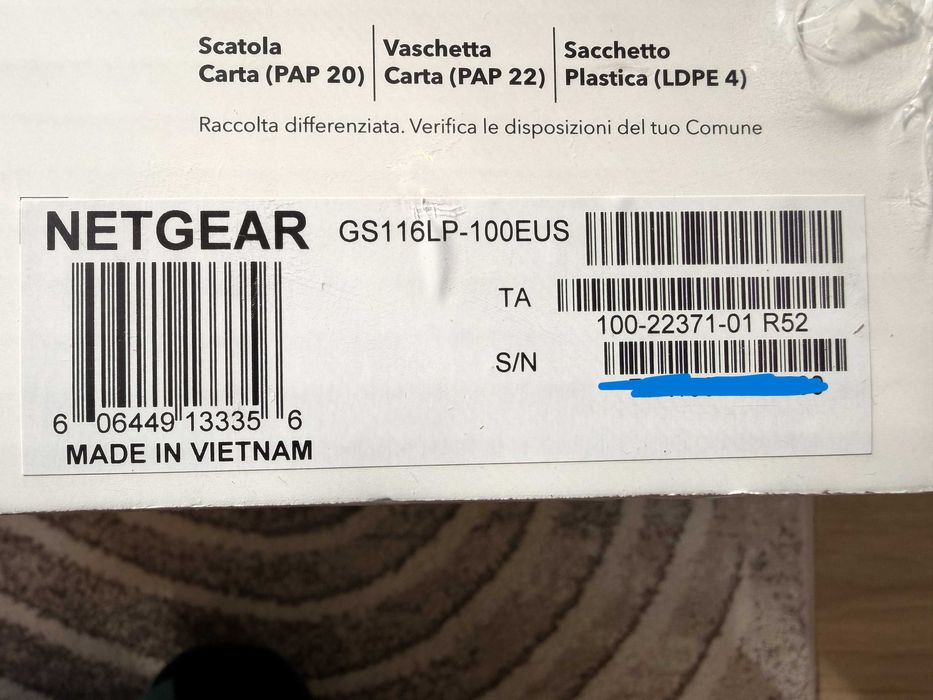 Scatola
Carta (PAP 20)
Vaschetta
Carta (PAP 22)
Sacchetto
Plastica (LDPE 4)
Raccolta differenziata. Verifica le disposizioni del tuo Comune
NETGEAR
GS116LP-100EUS
TA
100-22371-01 R52
S/N
6 06449 13335 6
MADE IN VIETNAM